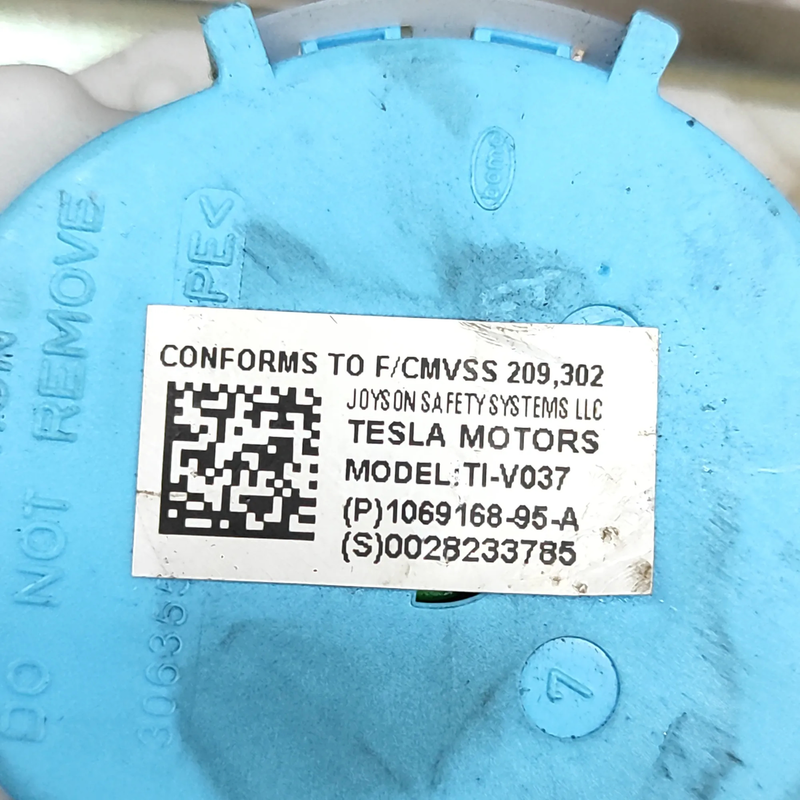 DO NOT REMOVE
PE<
CONFORMS TO F/CMVSS 209,302
JOYSON SAFETY SYSTEMS LLC
TESLA MOTORS
MODEL:TI-V037
(P)1069168-95-A
(S)0028233785
7